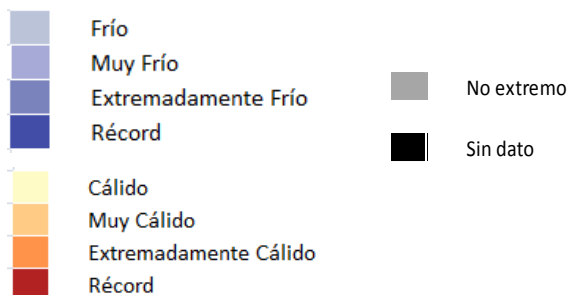 Frío
Muy Frío
Extremadamente Frío
Récord
Cálido
Muy Cálido
Extremadamente Cálido
Récord
No extremo
Sin dato